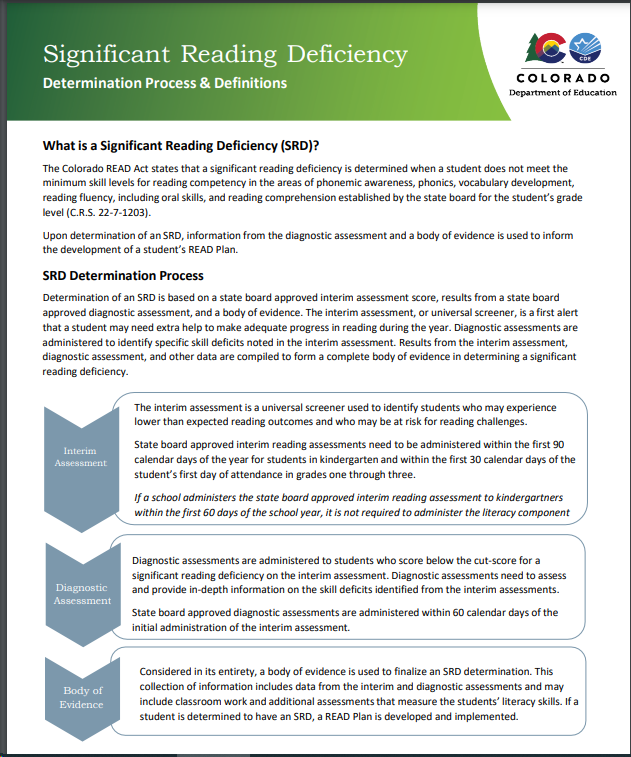 Significant Reading Deficiency
Determination Process & Definitions
CDE
COLORADO
Department of Education
What is a Significant Reading Deficiency (SRD)?
The Colorado READ Act states that a significant reading deficiency is determined when a student does not meet the
minimum skill levels for reading competency in the areas of phonemic awareness, phonics, vocabulary development,
reading fluency, including oral skills, and reading comprehension established by the state board for the student’s grade
level (C.R.S. 22-7-1203).
Upon determination of an SRD, information from the diagnostic assessment and a body of evidence is used to inform
the development of a student’s READ Plan.
SRD Determination Process
Determination of an SRD is based on a state board approved interim assessment score, results from a state board
approved diagnostic assessment, and a body of evidence. The interim assessment, or universal screener, is a first alert
that a student may need extra help to make adequate progress in reading during the year. Diagnostic assessments are
administered to identify specific skill deficits noted in the interim assessment. Results from the interim assessment,
diagnostic assessment, and other data are compiled to form a complete body of evidence in determining a significant
reading deficiency.
Interim
Assessment
The interim assessment is a universal screener used to identify students who may experience
lower than expected reading outcomes and who may be at risk for reading challenges.
State board approved interim reading assessments need to be administered within the first 90
calendar days of the year for students in kindergarten and within the first 30 calendar days of the
student’s first day of attendance in grades one through three.
If a school administers the state board approved interim reading assessment to kindergartners
within the first 60 days of the school year, it is not required to administer the literacy component
Diagnostic
Assessment
Diagnostic assessments are administered to students who score below the cut-score for a
significant reading deficiency on the interim assessment. Diagnostic assessments need to assess
and provide in-depth information on the skill deficits identified from the interim assessments.
State board approved diagnostic assessments are administered within 60 calendar days of the
initial administration of the interim assessment.
Body of
Evidence
Considered in its entirety, a body of evidence is used to finalize an SRD determination. This
collection of information includes data from the interim and diagnostic assessments and may
include classroom work and additional assessments that measure the students’ literacy skills. If a
student is determined to have an SRD, a READ Plan is developed and implemented.